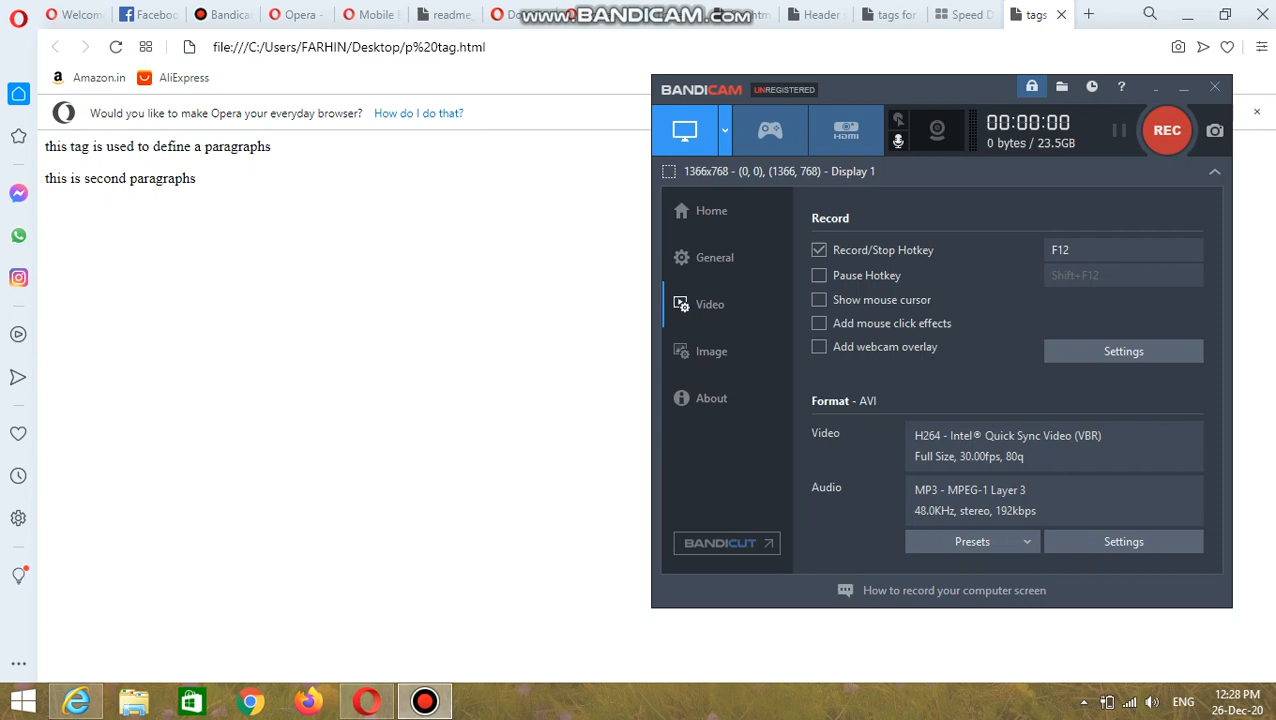 Welcom
Faceboo
Bandica
Opera -
Mobile B
readme_
Do
www.BANDICAM.com
Header
tags for
Speed D
tags
file:///C:/Users/FARHIN/Desktop/p%20tag.html
Amazon.in
AliExpress
Would you like to make Opera your everyday browser?
How do I do that?
this tag is used to define a paragraphs
this is second paragraphs
BANDICAM
UNREGISTERED
?
HDMI
00:00:00
0 bytes / 23.5GB
REC
1366x768 - (0, 0), (1366, 768) - Display 1
Home
General
Video
Image
About
BANDICUT
Record
Record/Stop Hotkey
F12
Pause Hotkey
Shift+F12
Show mouse cursor
Add mouse click effects
Add webcam overlay
Settings
Format - AVI
Video
H264 - Intel® Quick Sync Video (VBR)
Full Size, 30.00fps, 80q
Audio
MP3 - MPEG-1 Layer 3
48.0KHz, stereo, 192kbps
Presets
Settings
How to record your computer screen
ENG
12:28 PM
26-Dec-20